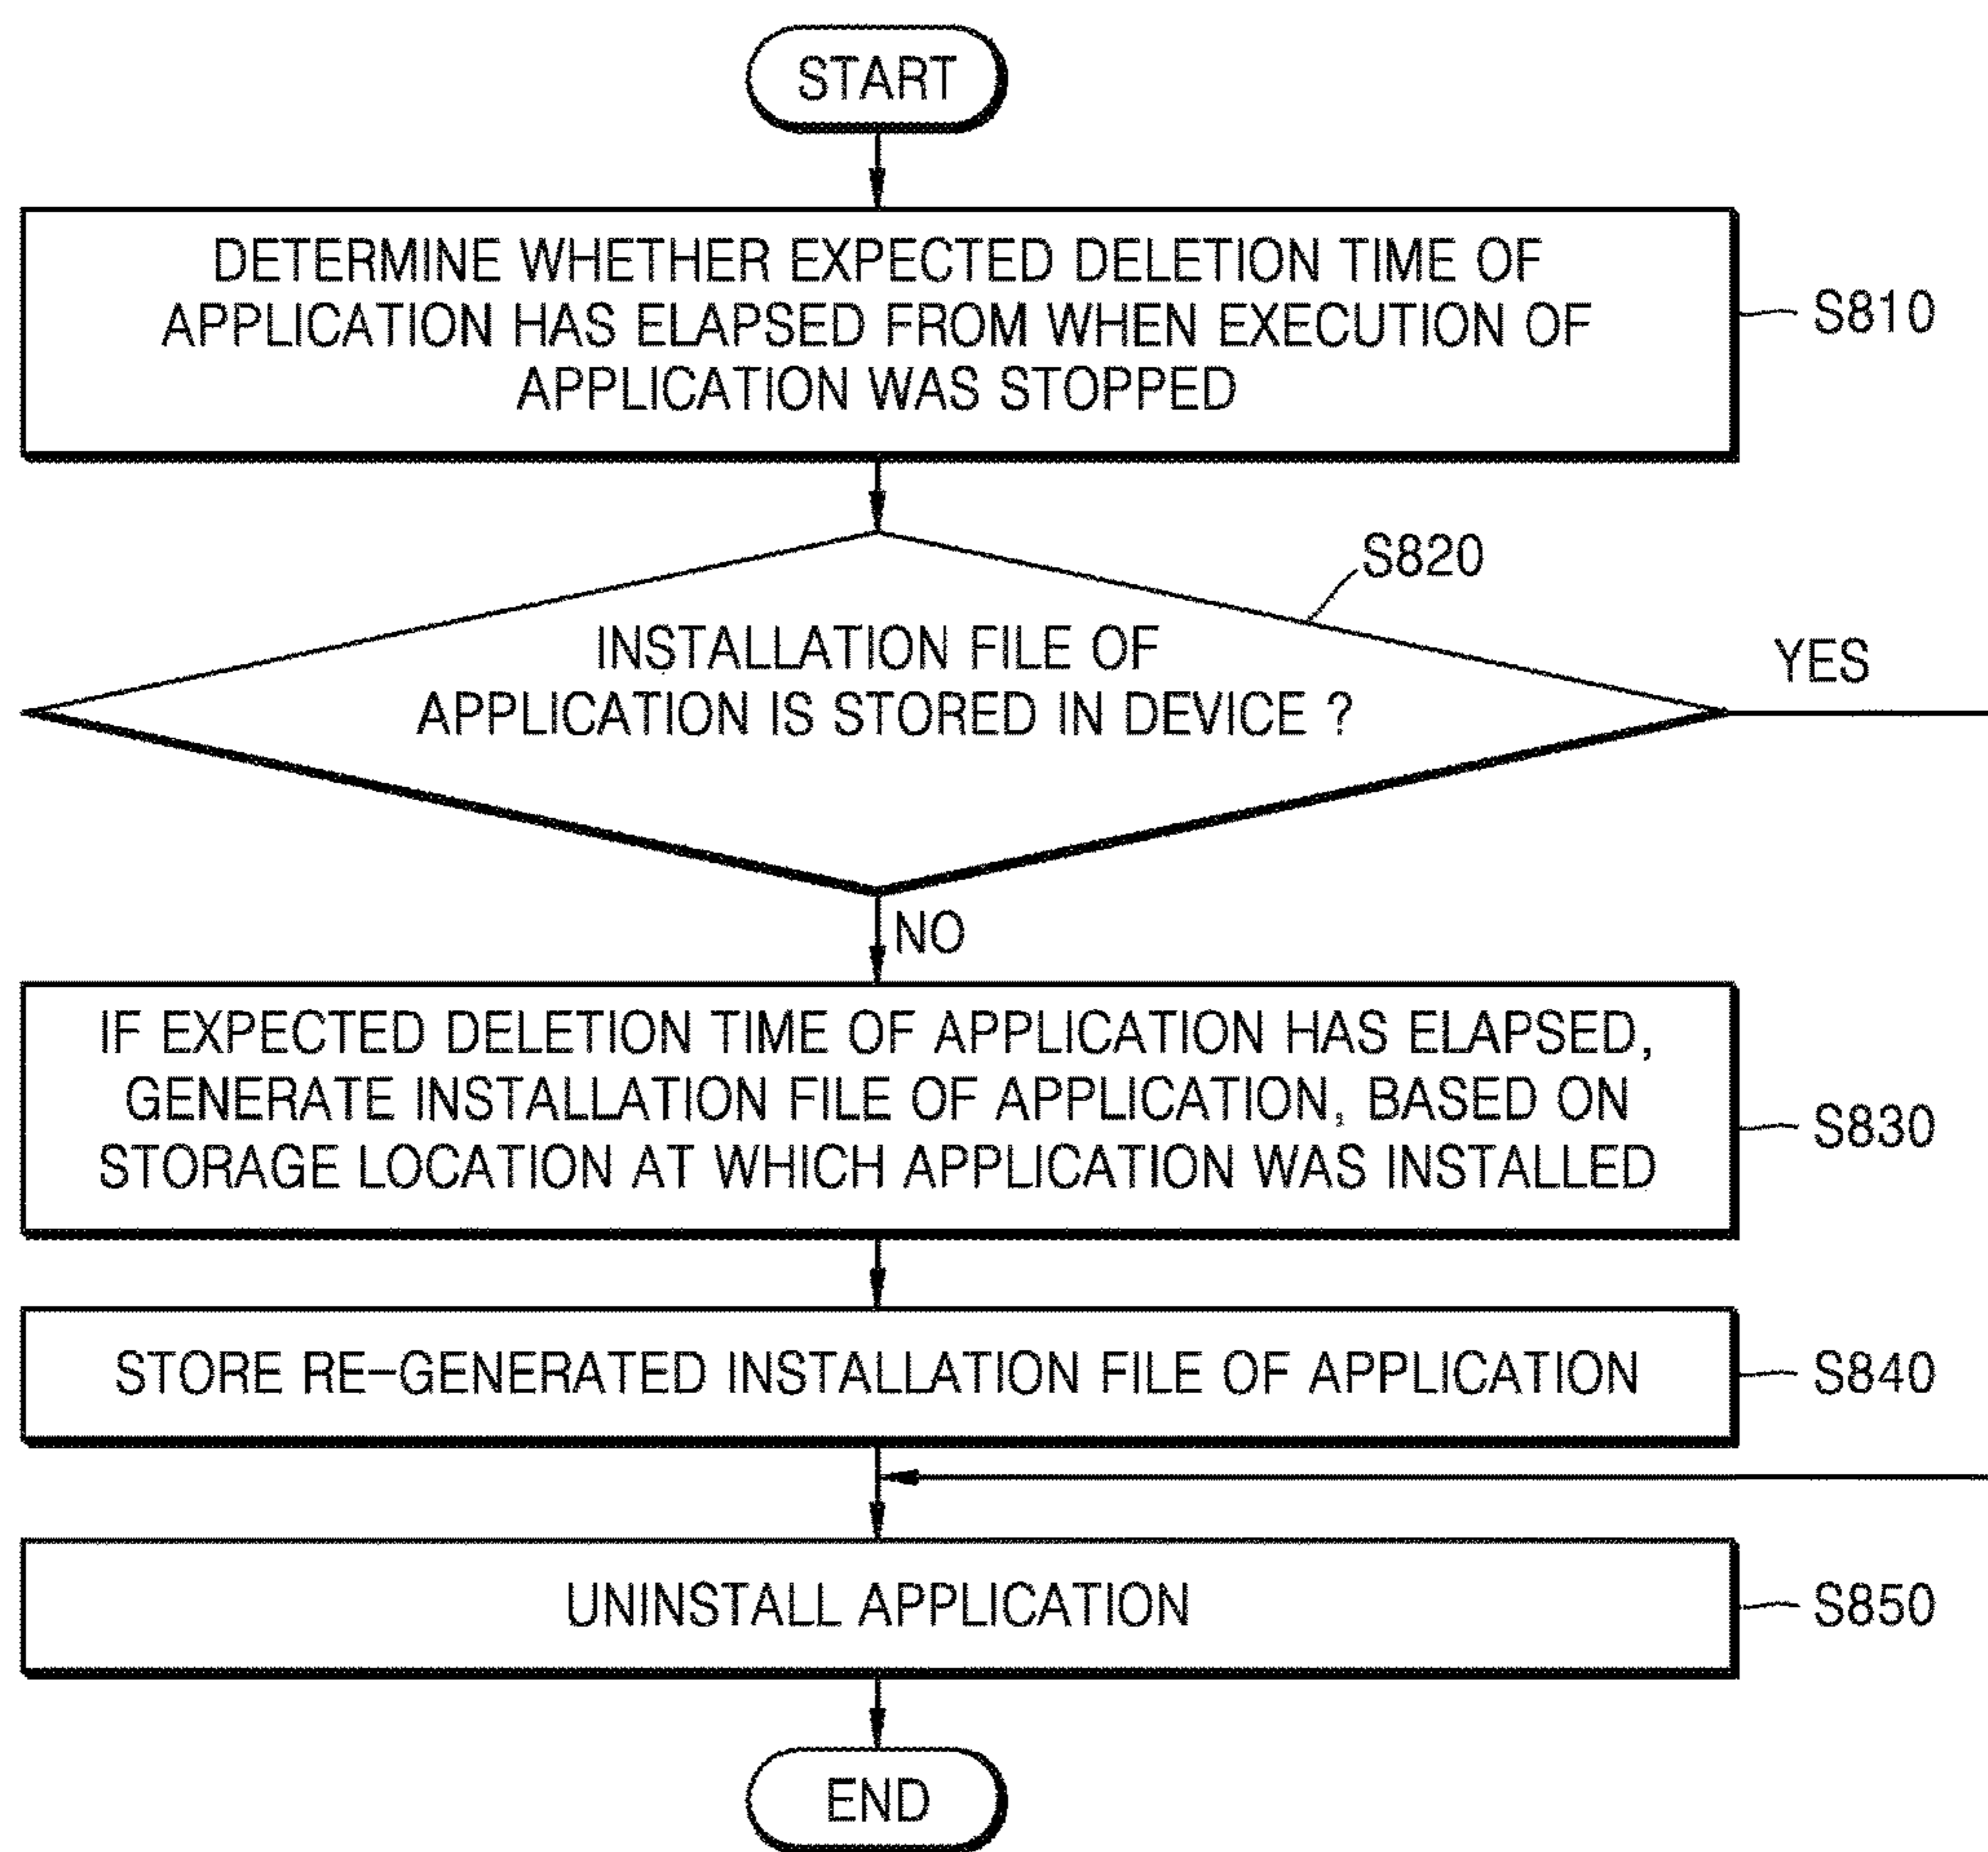 START
DETERMINE WHETHER EXPECTED DELETION TIME OF
APPLICATION HAS ELAPSED FROM WHEN EXECUTION OF
APPLICATION WAS STOPPED
S810
S820
INSTALLATION FILE OF
APPLICATION IS STORED IN DEVICE ?
YES
NO
IF EXPECTED DELETION TIME OF APPLICATION HAS ELAPSED,
GENERATE INSTALLATION FILE OF APPLICATION, BASED ON
STORAGE LOCATION AT WHICH APPLICATION WAS INSTALLED
S830
STORE RE-GENERATED INSTALLATION FILE OF APPLICATION
S840
UNINSTALL APPLICATION
S850
END